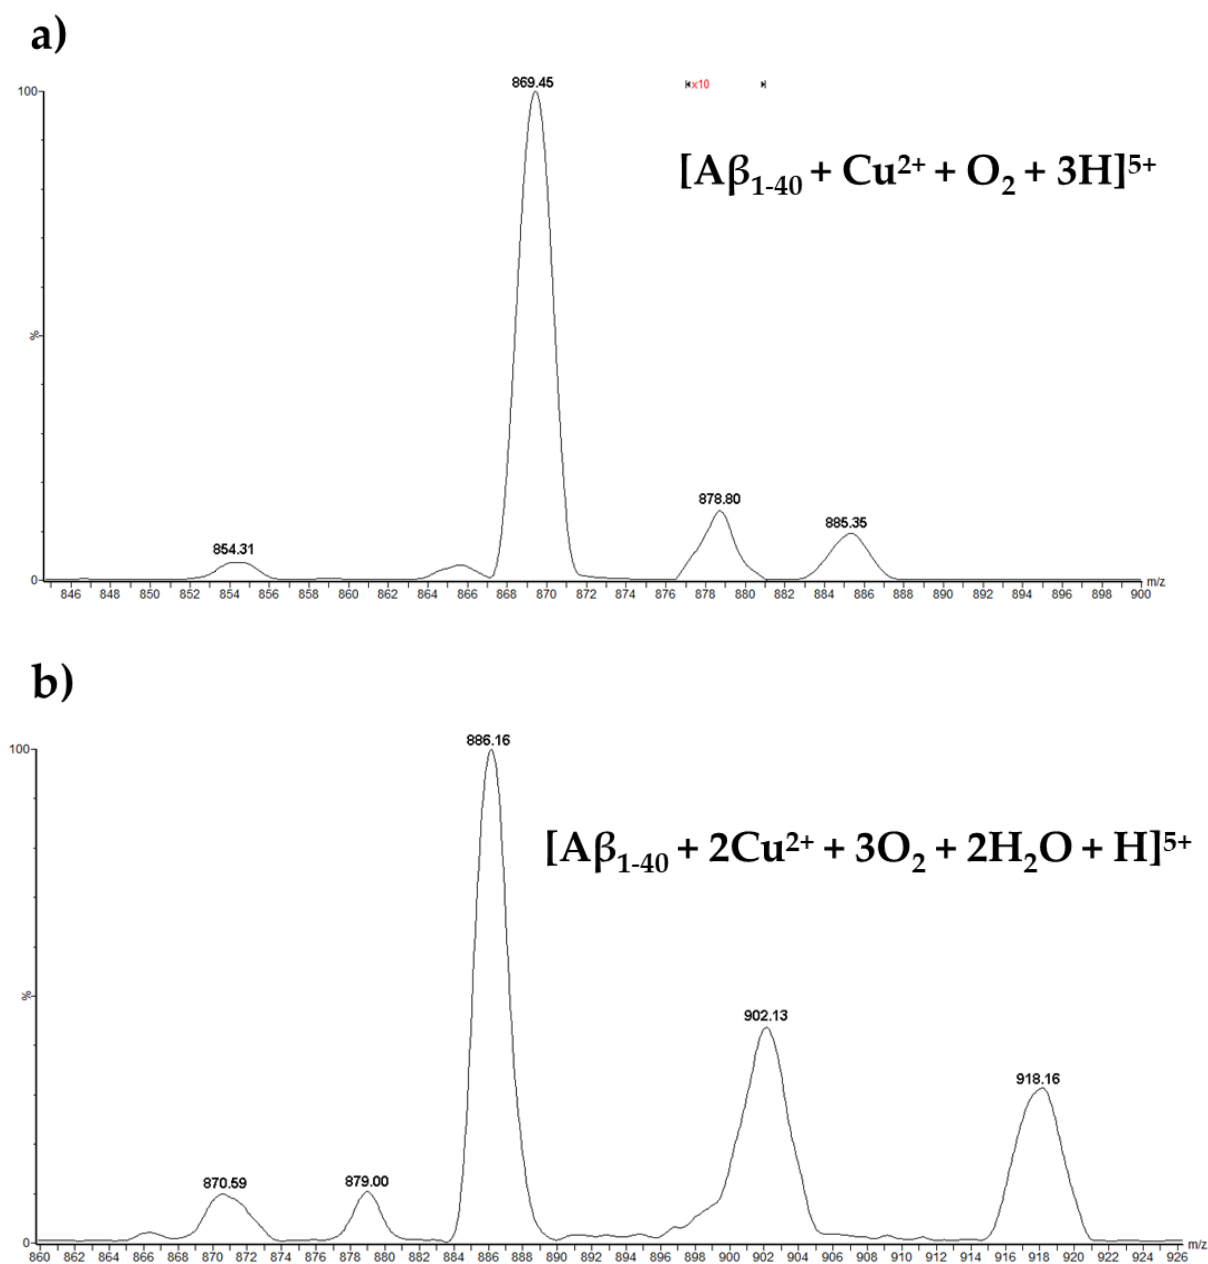 a)
100
869.45
x10
[Aβ1-40 + Cu2+ + O2 + 3H]5+
%
878.80
885.35
854.31
0
846 848 850 852 854 856 858 860 862 864 866 868 870 872 874 876 878 880 882 884 886 888 890 892 894 896 898 900 m/z
b)
886.16
100
[Aβ1-40 + 2Cu2+ + 3O2 + 2H2O + H]5+
%
902.13
918.16
870.59
879.00
0
860 862 864 866 868 870 872 874 876 878 880 882 884 886 888 890 892 894 896 898 900 902 904 906 908 910 912 914 916 918 920 922 924 926 m/z